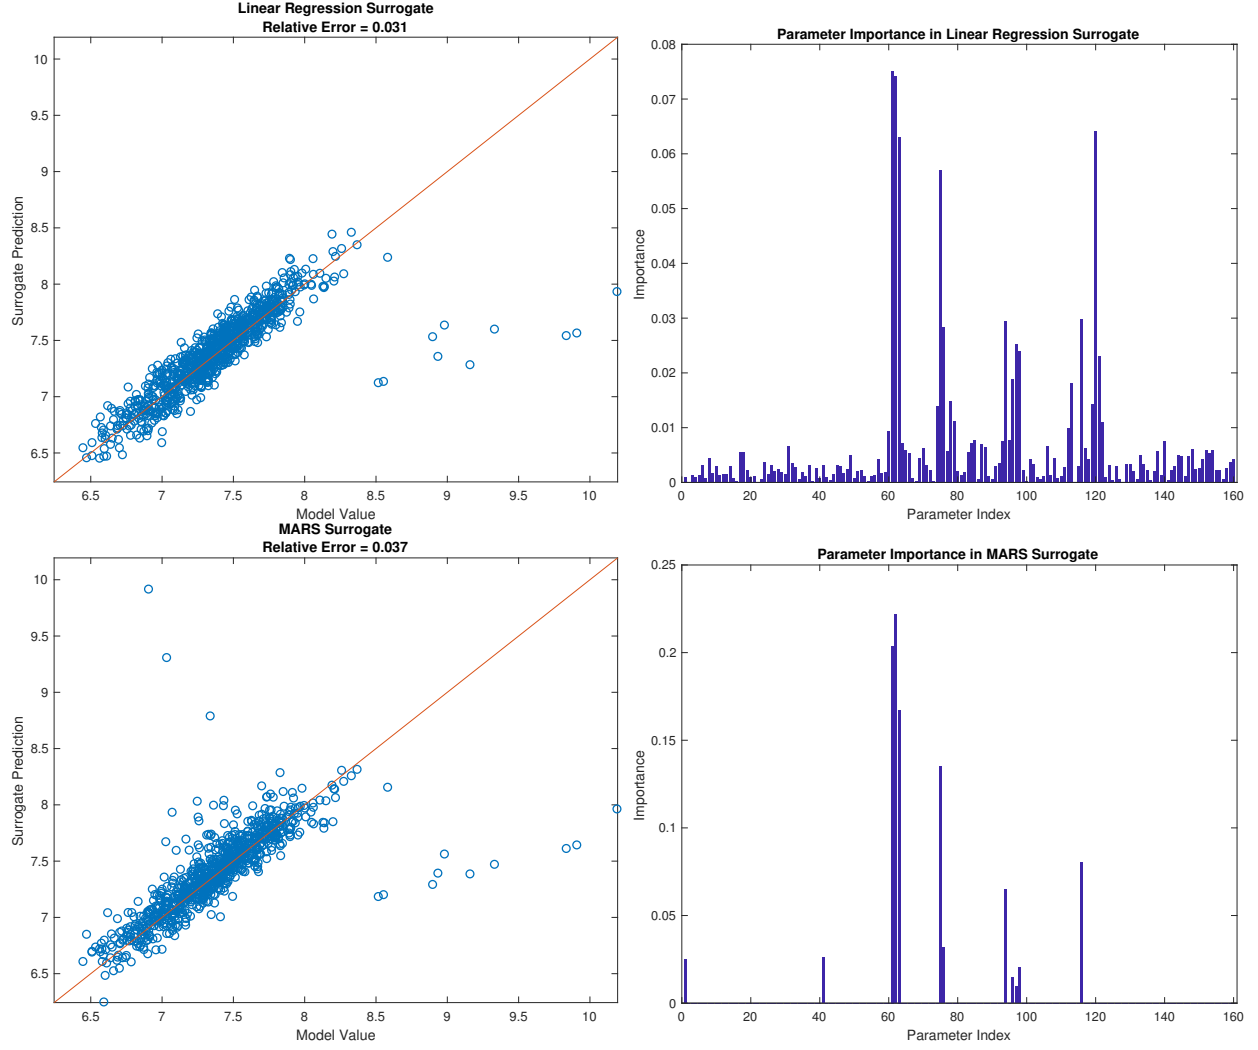 Linear Regression Surrogate
Relative Error = 0.031
10
9.5
9
8.5
8
7.5
7
6.5
Surrogate Prediction
6.5 7 7.5 8 8.5 9 9.5 10
Model Value
Parameter Importance in Linear Regression Surrogate
0.08
0.07
0.06
0.05
0.04
0.03
0.02
0.01
0
Importance
0 20 40 60 80 100 120 140 160
Parameter Index
MARS Surrogate
Relative Error = 0.037
10
9.5
9
8.5
8
7.5
7
6.5
Surrogate Prediction
6.5 7 7.5 8 8.5 9 9.5 10
Model Value
Parameter Importance in MARS Surrogate
0.25
0.2
0.15
0.1
0.05
0
Importance
0 20 40 60 80 100 120 140 160
Parameter Index